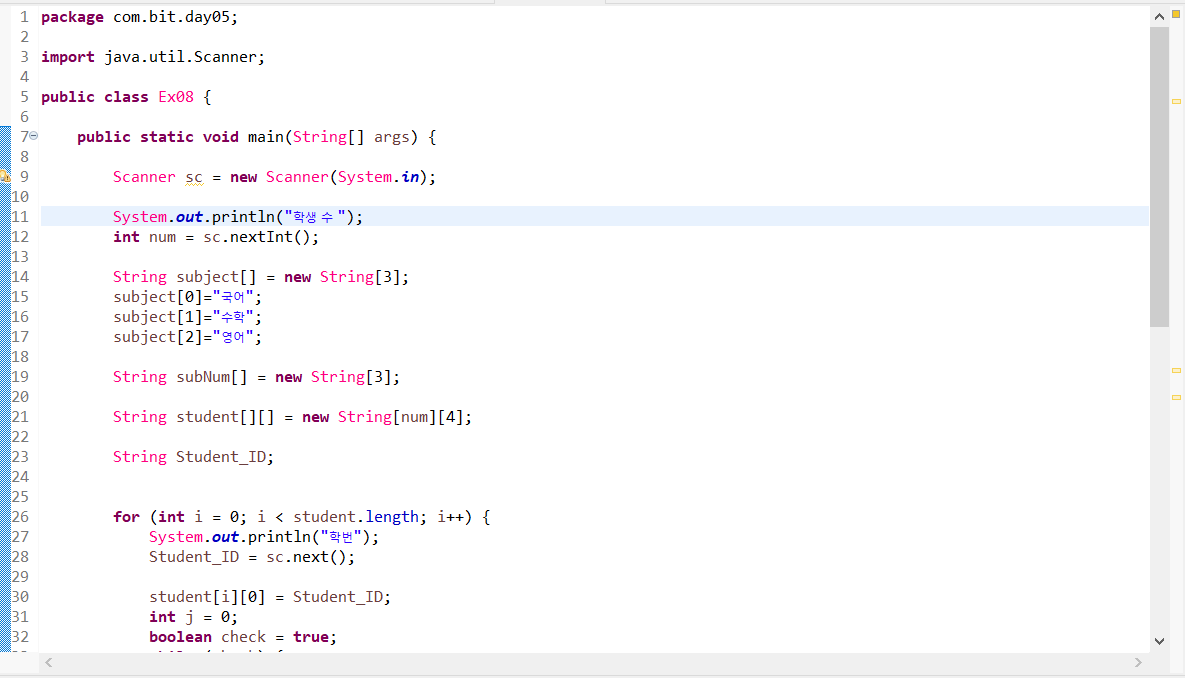 1 package com.bit.day05;
2
3 import java.util.Scanner;
4
5 public class Ex08 {
6
7 public static void main(String[] args) {
8
9 Scanner sc = new Scanner(System.in);
10
11 System.out.println("학생 수 ");
12 int num = sc.nextInt();
13
14 String subject[] = new String[3];
15 subject[0]="국어";
16 subject[1]="수학";
17 subject[2]="영어";
18
19 String subNum[] = new String[3];
20
21 String student[][] = new String[num][4];
22
23 String Student_ID;
24
25
26 for (int i = 0; i < student.length; i++) {
27 System.out.println("학번");
28 Student_ID = sc.next();
29
30 student[i][0] = Student_ID;
31 int j = 0;
32 boolean check = true;